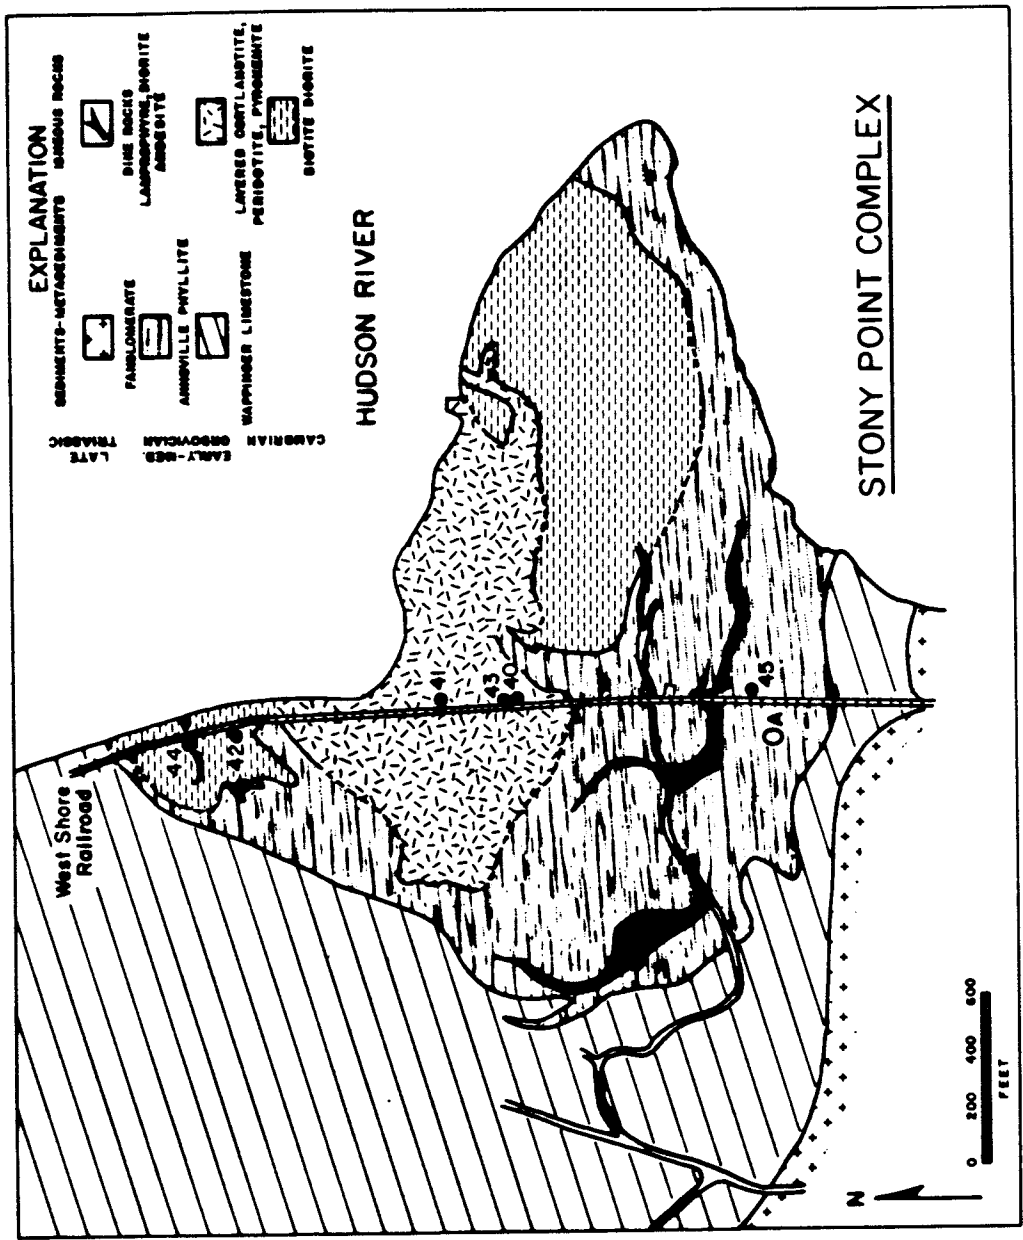 EXPLANATION
SEDIMENTS-METASEDIMENTS
IGNEOUS ROCKS
LATE
TRIASSIC
FANGLOMERATE
EARLY-MED.
ORDOVICIAN
ANNSVILLE PHYLLITE
CAMBRIAN
WAPPINGER LIMESTONE
DIKE ROCKS
LAMPROPHYRE, DIORITE
ANDESITE
LAYERED CORTLANDTITE,
PERIDOTITE, PYROXENITE
BIOTITE DIORITE
HUDSON RIVER
STONY POINT COMPLEX
West Shore
Railroad
44
42
41
43
40
45
OA
N
0 200 400 600
FEET